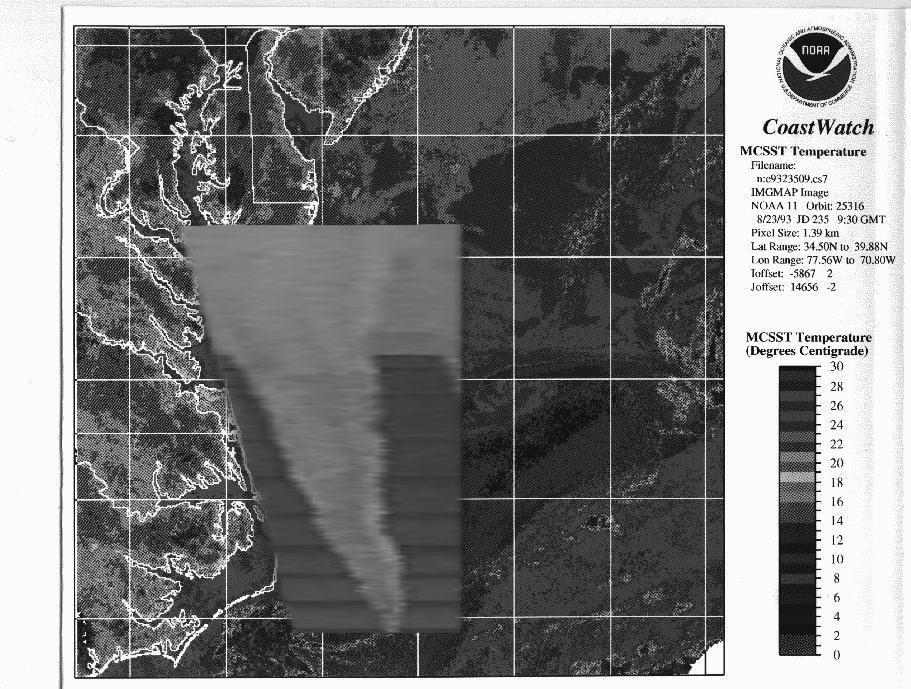 NATIONAL OCEANIC AND ATMOSPHERIC ADMINISTRATION
U.S. DEPARTMENT OF COMMERCE
NOAA
CoastWatch
MCSST Temperature
Filename:
n:c9323509.cs7
IMGMAP Image
NOAA 11 Orbit: 25316
8/23/93 JD 235 9:30 GMT
Pixel Size: 1.39 km
Lat Range: 34.50N to 39.88N
Lon Range: 77.56W to 70.80W
Ioffset: -5867 2
Joffset: 14656 -2
MCSST Temperature
(Degrees Centigrade)
30
28
26
24
22
20
18
16
14
12
10
8
6
4
2
0